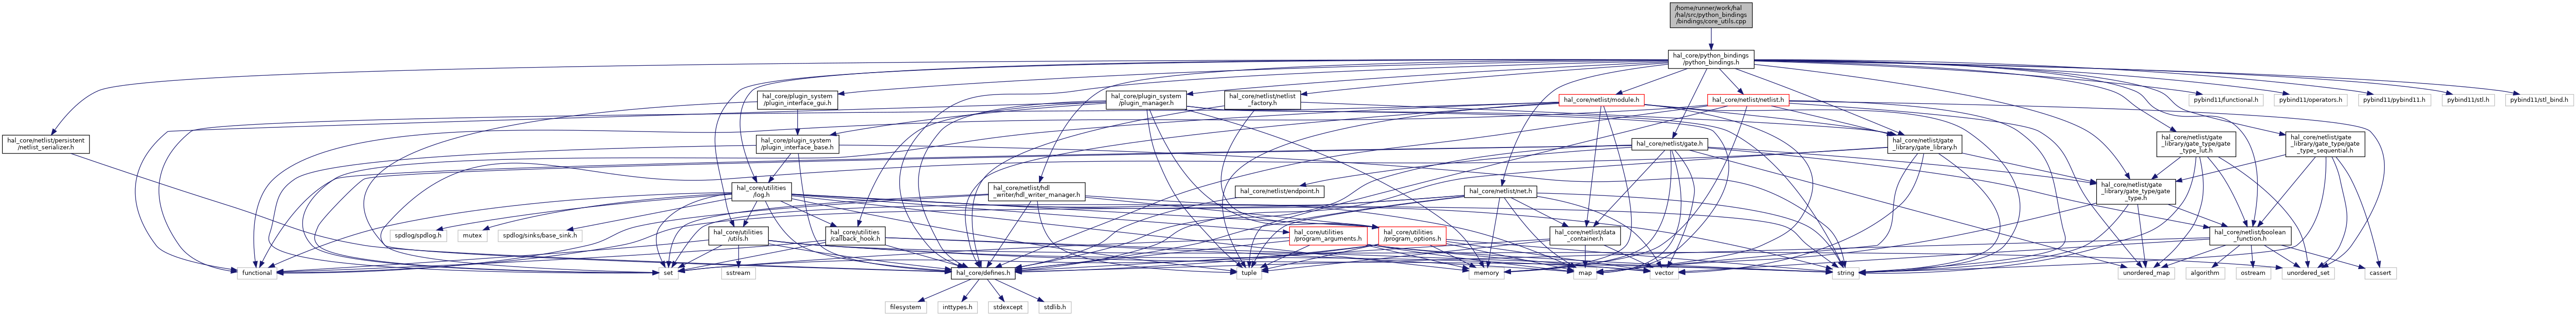 /home/runner/work/hal
/hal/src/python_bindings
/bindings/core_utils.cpp
hal_core/python_bindings
/python_bindings.h
hal_core/plugin_system
/plugin_interface_gui.h
hal_core/plugin_system
/plugin_manager.h
hal_core/netlist/netlist
_factory.h
hal_core/netlist/module.h
hal_core/netlist/netlist.h
pybind11/functional.h
pybind11/operators.h
pybind11/pybind11.h
pybind11/stl.h
pybind11/stl_bind.h
hal_core/netlist/persistent
/netlist_serializer.h
hal_core/plugin_system
/plugin_interface_base.h
hal_core/netlist/gate.h
hal_core/netlist/gate
_library/gate_library.h
hal_core/netlist/gate
_library/gate_type/gate
_type_lut.h
hal_core/netlist/gate
_library/gate_type/gate
_type_sequential.h
hal_core/utilities
/log.h
hal_core/netlist/hdl
_writer/hdl_writer_manager.h
hal_core/netlist/endpoint.h
hal_core/netlist/net.h
hal_core/netlist/gate
_library/gate_type/gate
_type.h
spdlog/spdlog.h
mutex
spdlog/sinks/base_sink.h
hal_core/utilities
/utils.h
hal_core/utilities
/callback_hook.h
hal_core/utilities
/program_arguments.h
hal_core/utilities
/program_options.h
hal_core/netlist/data
_container.h
hal_core/netlist/boolean
_function.h
functional
set
sstream
hal_core/defines.h
tuple
memory
map
vector
string
unordered_map
algorithm
ostream
unordered_set
cassert
filesystem
inttypes.h
stdexcept
stdlib.h